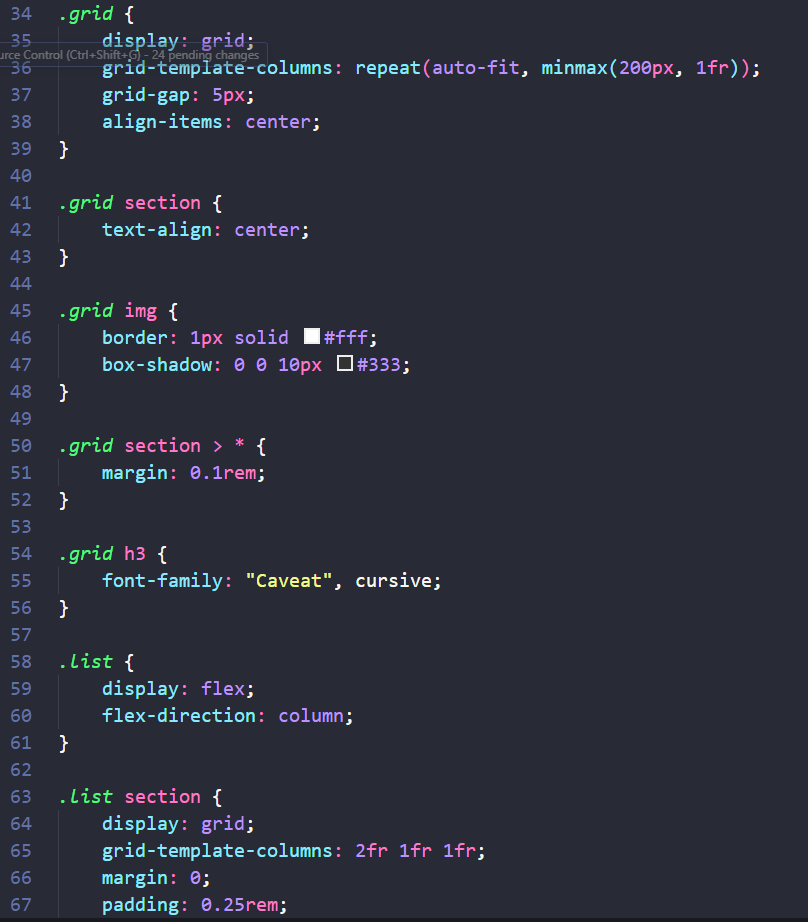 34 .grid {
35     display: grid;
urce Control (Ctrl+Shift+G) - 24 pending changes
36     grid-template-columns: repeat(auto-fit, minmax(200px, 1fr));
37     grid-gap: 5px;
38     align-items: center;
39 }
40
41 .grid section {
42     text-align: center;
43 }
44
45 .grid img {
46     border: 1px solid #fff;
47     box-shadow: 0 0 10px #333;
48 }
49
50 .grid section > * {
51     margin: 0.1rem;
52 }
53
54 .grid h3 {
55     font-family: "Caveat", cursive;
56 }
57
58 .list {
59     display: flex;
60     flex-direction: column;
61 }
62
63 .list section {
64     display: grid;
65     grid-template-columns: 2fr 1fr 1fr;
66     margin: 0;
67     padding: 0.25rem;